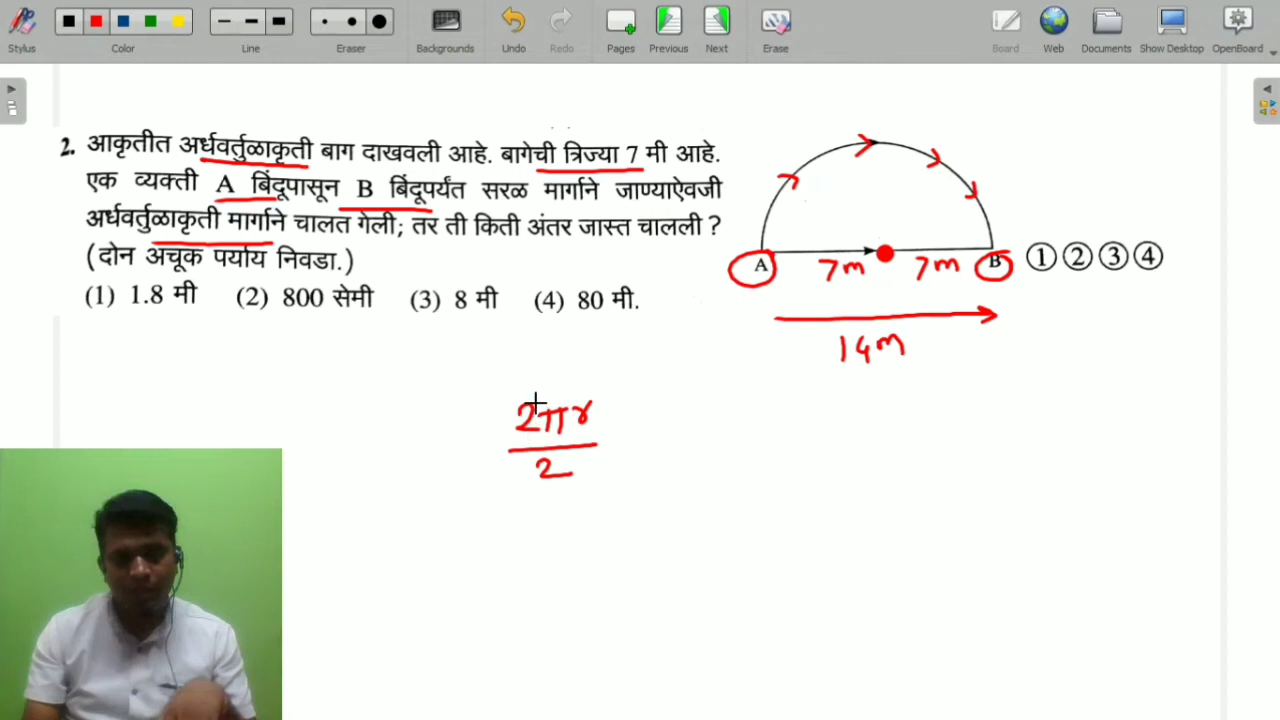 Stylus Color Line Eraser Backgrounds Undo Redo Pages Previous Next Erase Board Web Documents Show Desktop OpenBoard
2. आकृतीत अर्धवर्तुळाकृती बाग दाखवली आहे. बागेची त्रिज्या 7 मी आहे.
एक व्यक्ती A बिंदूपासून B बिंदूपर्यंत सरळ मार्गाने जाण्याऐवजी
अर्धवर्तुळाकृती मार्गाने चालत गेली; तर ती किती अंतर जास्त चालली ?
(दोन अचूक पर्याय निवडा.)
(1) 1.8 मी (2) 800 सेमी (3) 8 मी (4) 80 मी.
A 7m 7m B ① ② ③ ④
14m
2πr
2